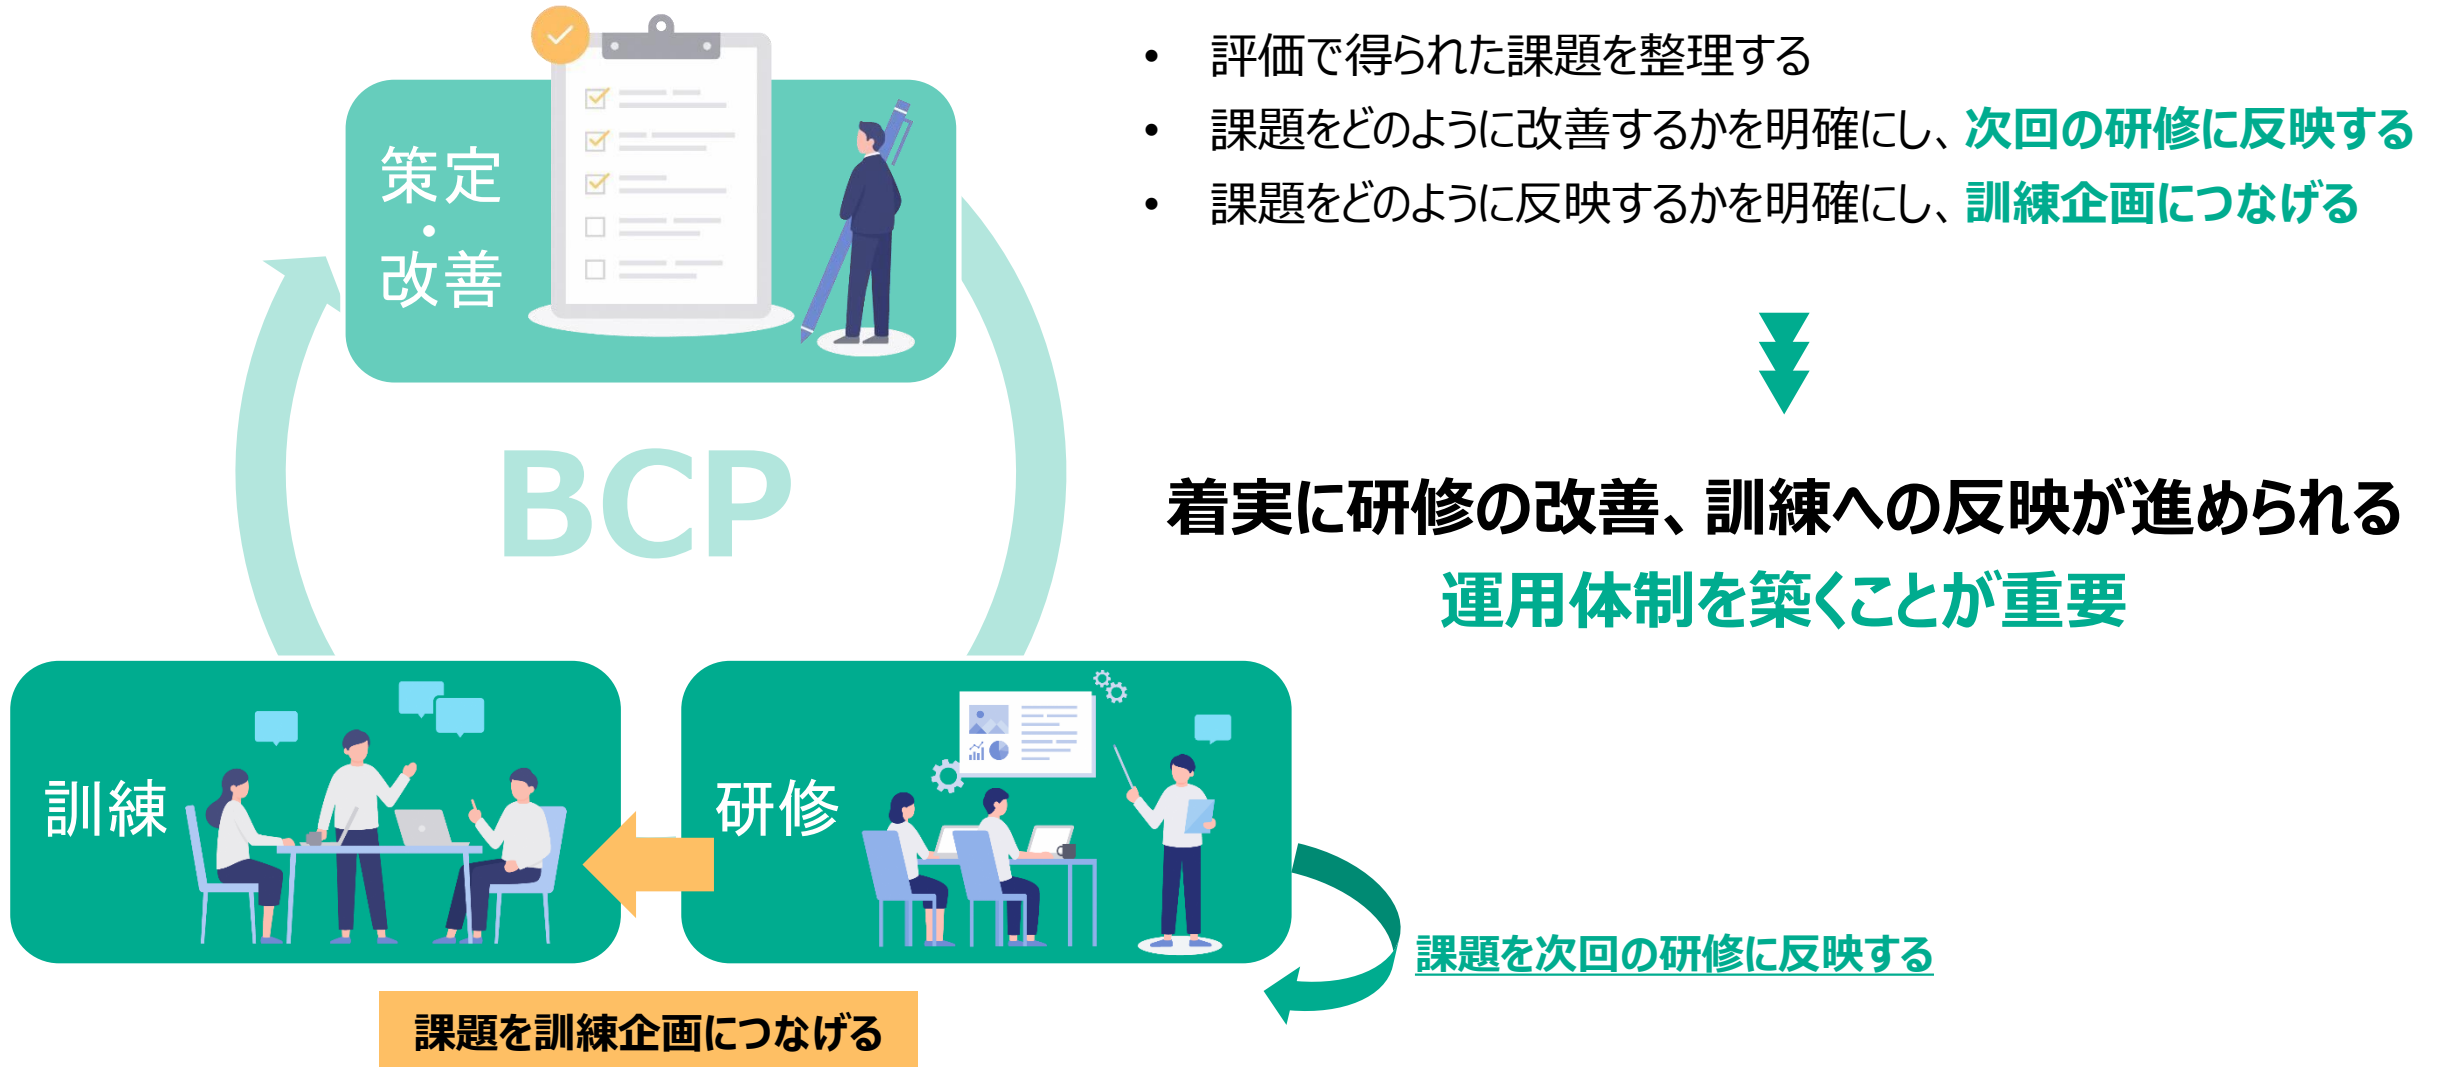 策定
・
改善
BCP
訓練
研修
課題を訓練企画につなげる
課題を次回の研修に反映する
• 評価で得られた課題を整理する
• 課題をどのように改善するかを明確にし、次回の研修に反映する
• 課題をどのように反映するかを明確にし、訓練企画につなげる
着実に研修の改善、訓練への反映が進められる
運用体制を築くことが重要